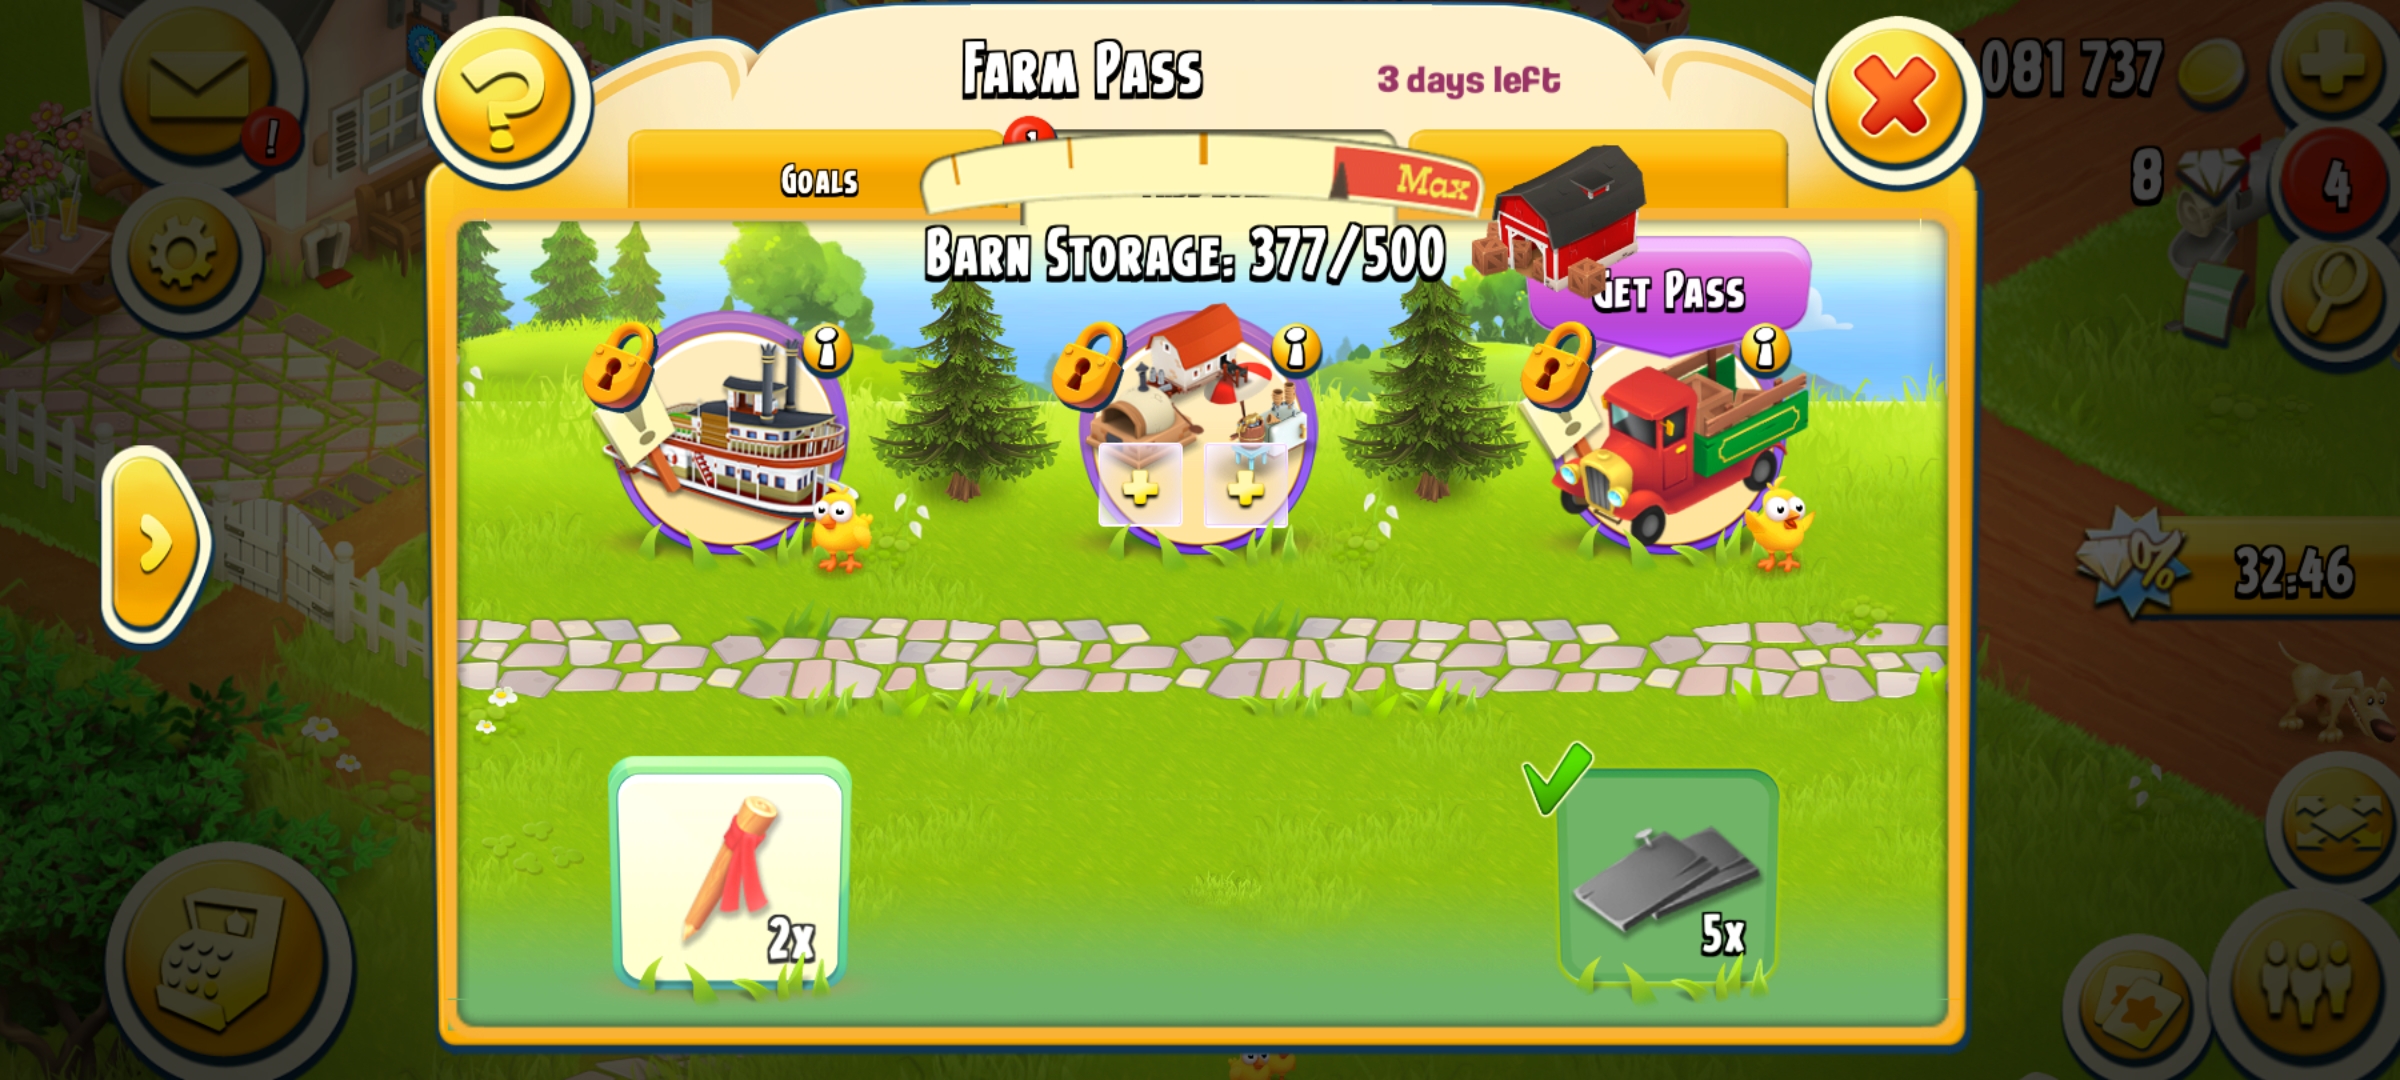 FARM PASS
3 days left
081 737
GOALS
Max
8
4
BARN STORAGE: 377/500
GET PASS
32:46
2x
5x